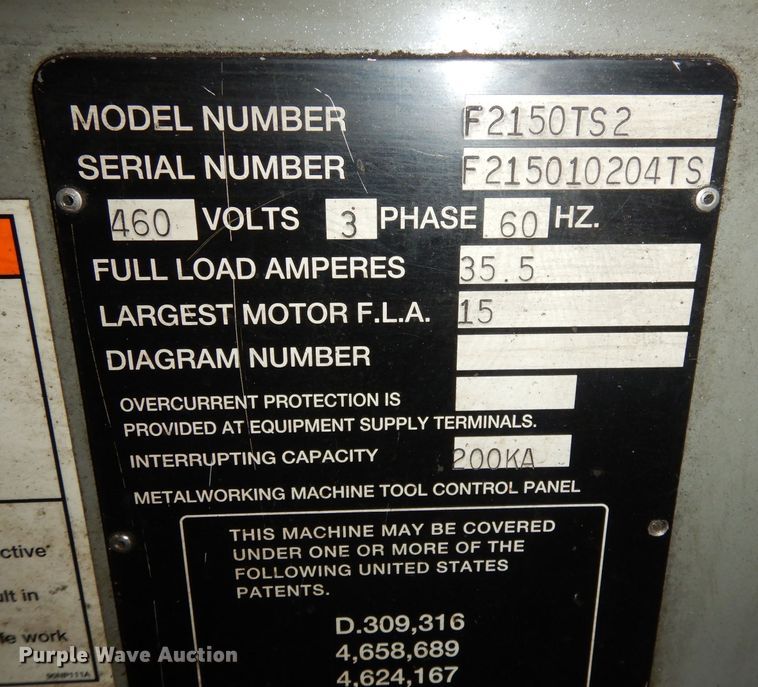 MODEL NUMBER F2150TS2
SERIAL NUMBER F215010204TS
460 VOLTS 3 PHASE 60 HZ.
FULL LOAD AMPERES 35.5
LARGEST MOTOR F.L.A. 15
DIAGRAM NUMBER
OVERCURRENT PROTECTION IS
PROVIDED AT EQUIPMENT SUPPLY TERMINALS.
INTERRUPTING CAPACITY 200KA
METALWORKING MACHINE TOOL CONTROL PANEL
THIS MACHINE MAY BE COVERED
UNDER ONE OR MORE OF THE
FOLLOWING UNITED STATES
PATENTS.
D.309,316
4,658,689
4,624,167
ctive
ult in
fe work
Purple Wave Auction